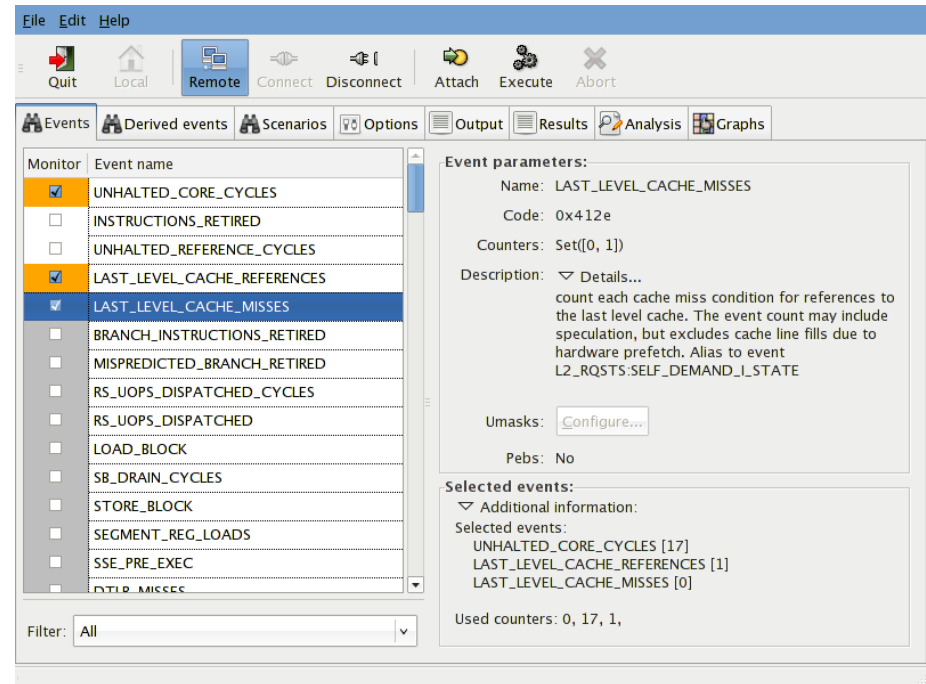 File Edit Help
Quit Local Remote Connect Disconnect Attach Execute Abort
Events Derived events Scenarios Options Output Results Analysis Graphs
Monitor Event name
UNHALTED_CORE_CYCLES
INSTRUCTIONS_RETIRED
UNHALTED_REFERENCE_CYCLES
LAST_LEVEL_CACHE_REFERENCES
LAST_LEVEL_CACHE_MISSES
BRANCH_INSTRUCTIONS_RETIRED
MISPREDICTED_BRANCH_RETIRED
RS_UOPS_DISPATCHED_CYCLES
RS_UOPS_DISPATCHED
LOAD_BLOCK
SB_DRAIN_CYCLES
STORE_BLOCK
SEGMENT_REG_LOADS
SSE_PRE_EXEC
DTLB_MISSES
Filter: All
Event parameters:
Name: LAST_LEVEL_CACHE_MISSES
Code: 0x412e
Counters: Set([0, 1])
Description: Details...
count each cache miss condition for references to
the last level cache. The event count may include
speculation, but excludes cache line fills due to
hardware prefetch. Alias to event
L2_RQSTS:SELF_DEMAND_I_STATE
Umasks: Configure...
Pebs: No
Selected events:
Additional information:
Selected events:
UNHALTED_CORE_CYCLES [17]
LAST_LEVEL_CACHE_REFERENCES [1]
LAST_LEVEL_CACHE_MISSES [0]
Used counters: 0, 17, 1,